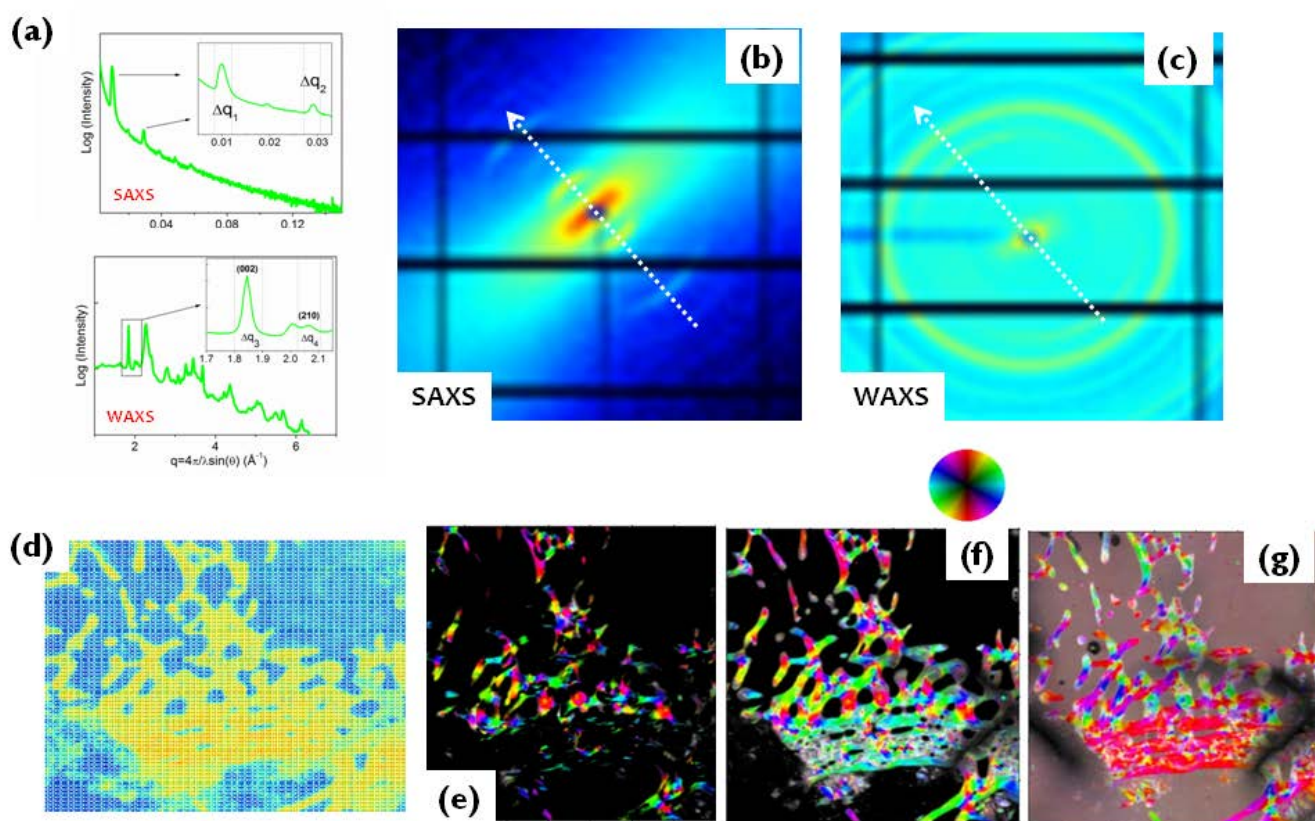 (a)
Log (Intensity)
Δq1
Δq2
0.01
0.02
0.03
SAXS
0.04
0.08
0.12
Log (Intensity)
(002)
(210)
Δq3
Δq4
1.7
1.8
1.9
2.0
2.1
WAXS
2
4
6
q=4π/λsin(θ) (Å⁻¹)
(b)
SAXS
(c)
WAXS
(d)
(e)
(f)
(g)